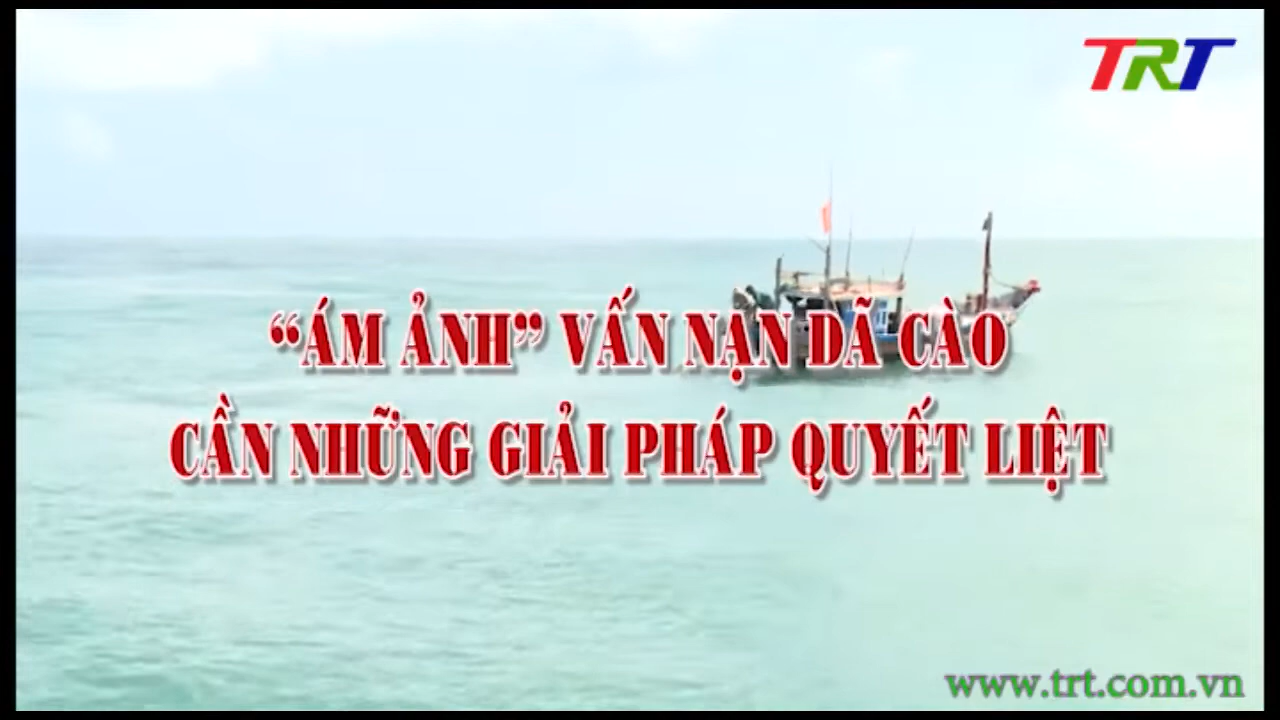 TRT
“ÁM ẢNH” VẤN NẠN DÃ CÀO
CẦN NHỮNG GIẢI PHÁP QUYẾT LIỆT
www.trt.com.vn